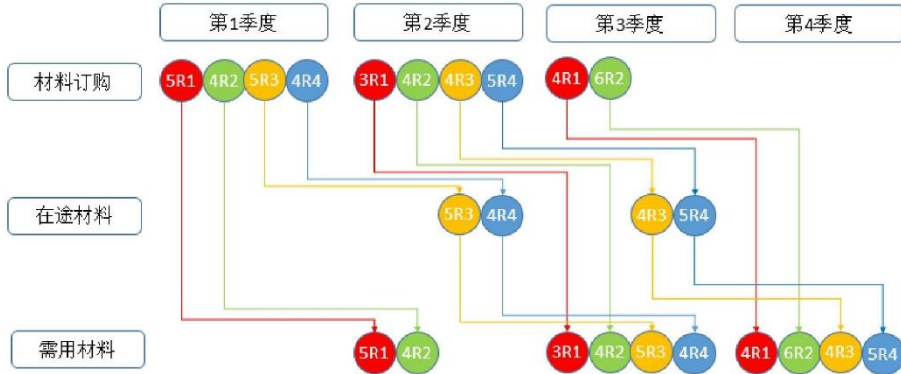 第1季度 第2季度 第3季度 第4季度
材料订购 5R1 4R2 5R3 4R4 3R1 4R2 4R3 5R4 4R1 6R2
在途材料 5R3 4R4 4R3 5R4
需用材料 5R1 4R2 3R1 4R2 5R3 4R4 4R1 6R2 4R3 5R4